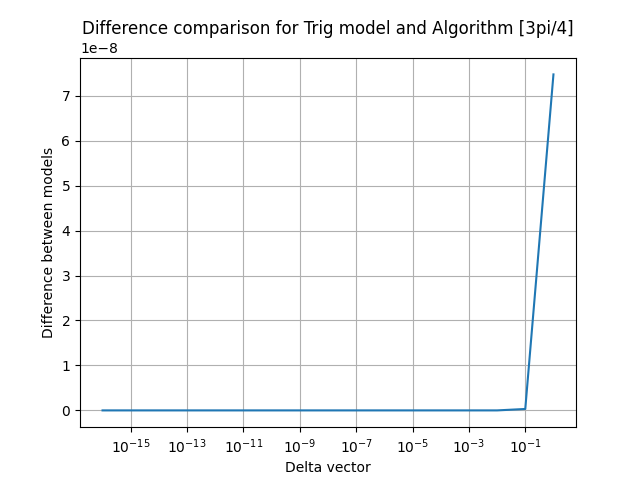 Difference comparison for Trig model and Algorithm [3pi/4]
1e−8
7
6
5
4
3
2
1
0
Difference between models
10⁻¹⁵ 10⁻¹³ 10⁻¹¹ 10⁻⁹ 10⁻⁷ 10⁻⁵ 10⁻³ 10⁻¹
Delta vector